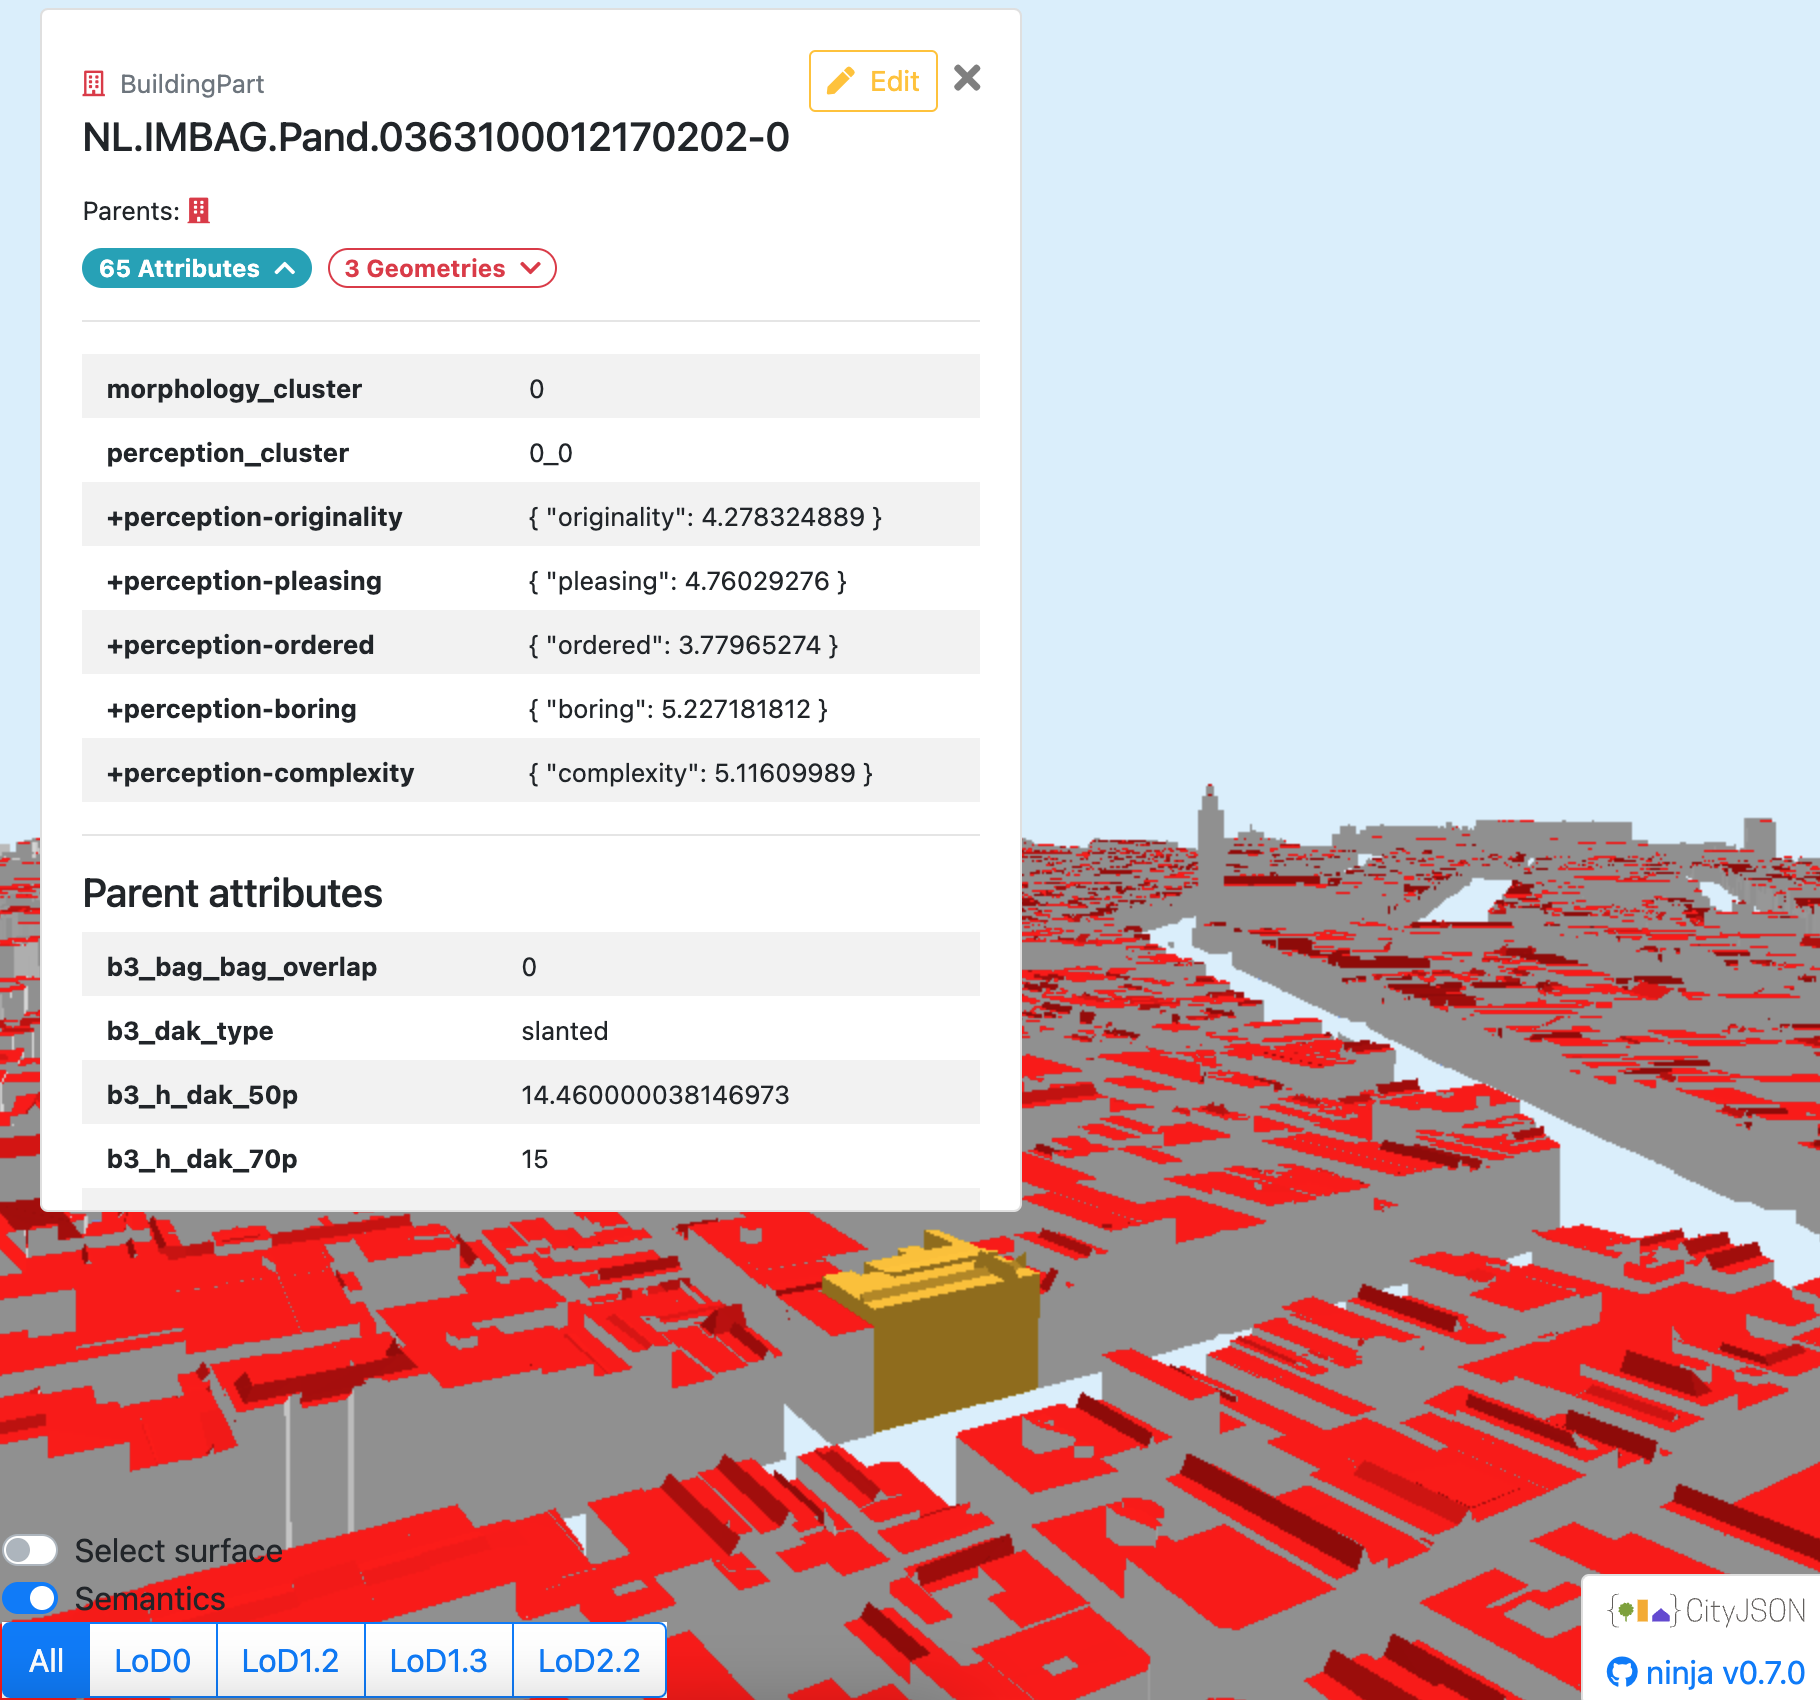 BuildingPart
Edit
NL.IMBAG.Pand.0363100012170202-0
Parents:
65 Attributes
3 Geometries
morphology_cluster 0
perception_cluster 0_0
+perception-originality { "originality": 4.278324889 }
+perception-pleasing { "pleasing": 4.76029276 }
+perception-ordered { "ordered": 3.77965274 }
+perception-boring { "boring": 5.227181812 }
+perception-complexity { "complexity": 5.11609989 }
Parent attributes
b3_bag_bag_overlap 0
b3_dak_type slanted
b3_h_dak_50p 14.460000038146973
b3_h_dak_70p 15
Select surface
Semantics
All LoD0 LoD1.2 LoD1.3 LoD2.2
CityJSON
ninja v0.7.0